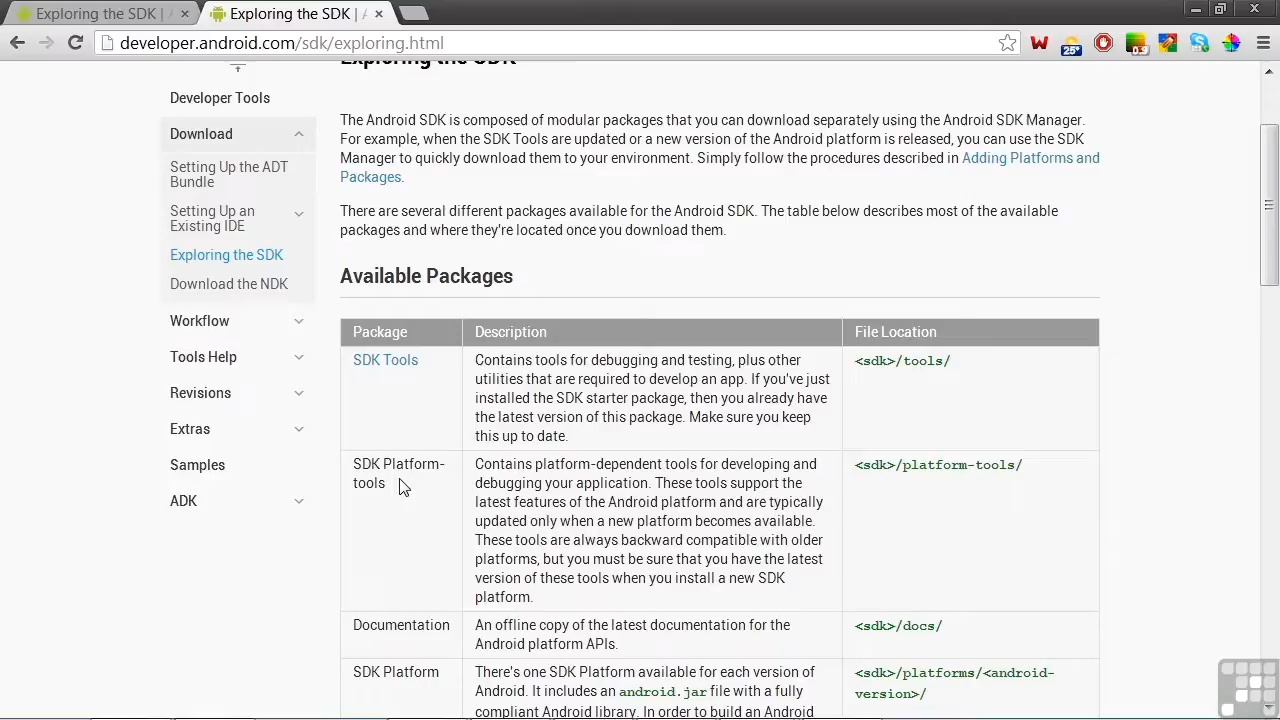 Exploring the SDK |
Exploring the SDK |
developer.android.com/sdk/exploring.html
25°
0.9
Exploring the SDK
Developer Tools
Download
Setting Up the ADT
Bundle
Setting Up an
Existing IDE
Exploring the SDK
Download the NDK
Workflow
Tools Help
Revisions
Extras
Samples
ADK
The Android SDK is composed of modular packages that you can download separately using the Android SDK Manager.
For example, when the SDK Tools are updated or a new version of the Android platform is released, you can use the SDK
Manager to quickly download them to your environment. Simply follow the procedures described in Adding Platforms and
Packages.
There are several different packages available for the Android SDK. The table below describes most of the available
packages and where they're located once you download them.
Available Packages
Package Description File Location
SDK Tools
Contains tools for debugging and testing, plus other
utilities that are required to develop an app. If you've just
installed the SDK starter package, then you already have
the latest version of this package. Make sure you keep
this up to date.
<sdk>/tools/
SDK Platform-
tools
Contains platform-dependent tools for developing and
debugging your application. These tools support the
latest features of the Android platform and are typically
updated only when a new platform becomes available.
These tools are always backward compatible with older
platforms, but you must be sure that you have the latest
version of these tools when you install a new SDK
platform.
<sdk>/platform-tools/
Documentation
An offline copy of the latest documentation for the
Android platform APIs.
<sdk>/docs/
SDK Platform
There's one SDK Platform available for each version of
Android. It includes an android.jar file with a fully
compliant Android library. In order to build an Android
<sdk>/platforms/<android-
version>/